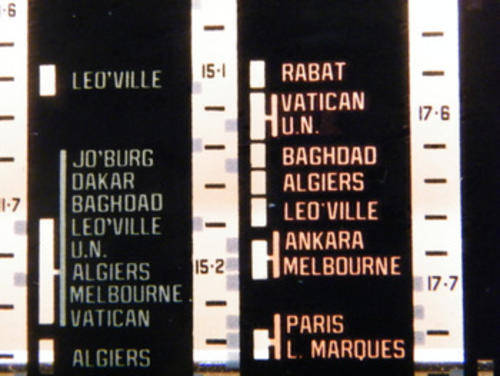 1·6
LEO'VILLE
JO'BURG
DAKAR
BAGHDAD
LEO'VILLE
U.N.
ALGIERS
MELBOURNE
VATICAN
ALGIERS
11·7
15·1
15·2
RABAT
VATICAN
U.N.
BAGHDAD
ALGIERS
LEO'VILLE
ANKARA
MELBOURNE
PARIS
L. MARQUES
17·6
17·7